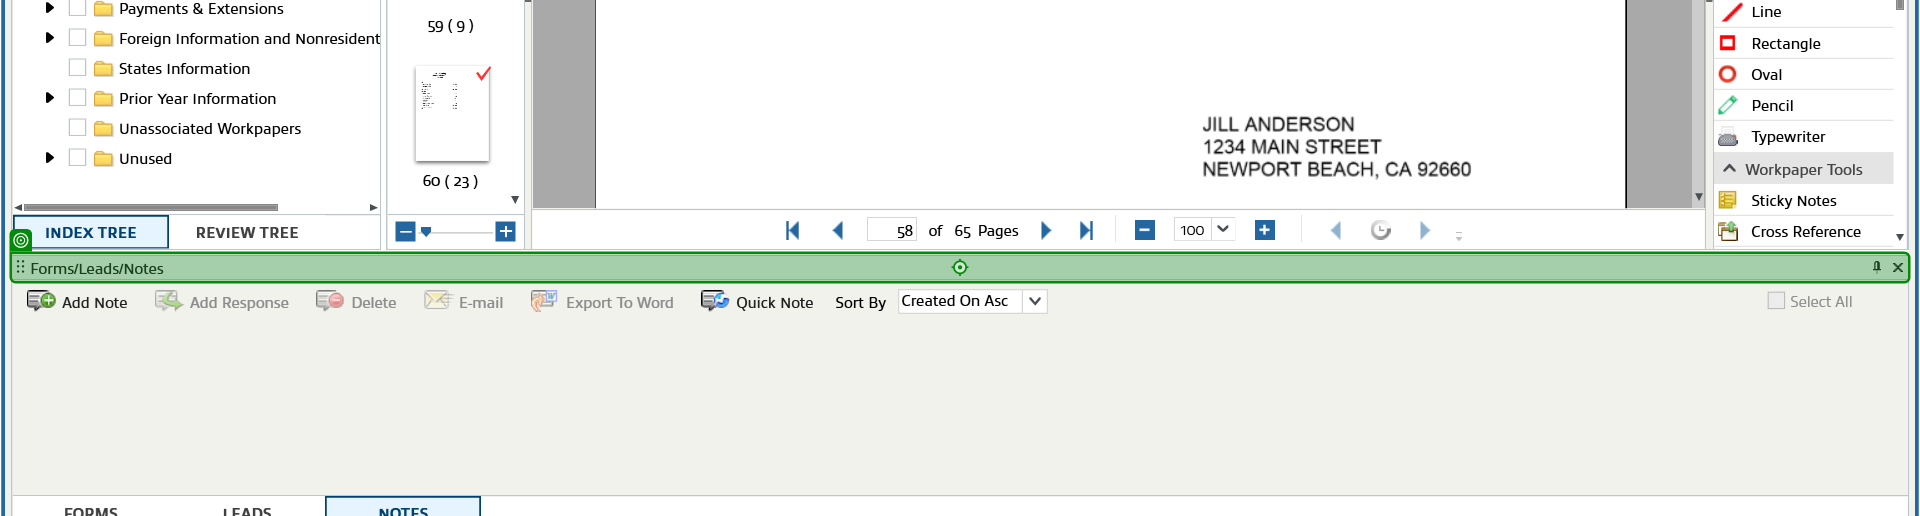 Payments & Extensions
Foreign Information and Nonresident
States Information
Prior Year Information
Unassociated Workpapers
Unused
INDEX TREE
REVIEW TREE
59 ( 9 )
60 ( 23 )
JILL ANDERSON
1234 MAIN STREET
NEWPORT BEACH, CA 92660
58 of 65 Pages
100
Line
Rectangle
Oval
Pencil
Typewriter
Workpaper Tools
Sticky Notes
Cross Reference
Forms/Leads/Notes
Add Note Add Response Delete E-mail Export To Word Quick Note Sort By Created On Asc Select All
FORMS LEADS NOTES